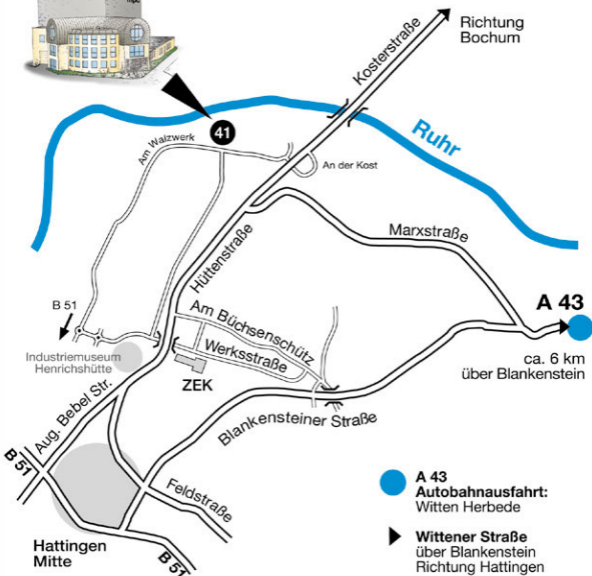 Richtung
Bochum
Kosterstraße
Ruhr
41
Am Walzwerk
An der Kost
Marxstraße
Hüttenstraße
A 43
B 51
Am Büchsenschütz
Werksstraße
ca. 6 km
über Blankenstein
Industriemuseum
Henrichshütte
ZEK
Aug. Bebel Str.
Blankensteiner Straße
B 51
Feldstraße
A 43
Autobahnausfahrt:
Witten Herbede
Hattingen
Mitte
B 51
Wittener Straße
über Blankenstein
Richtung Hattingen